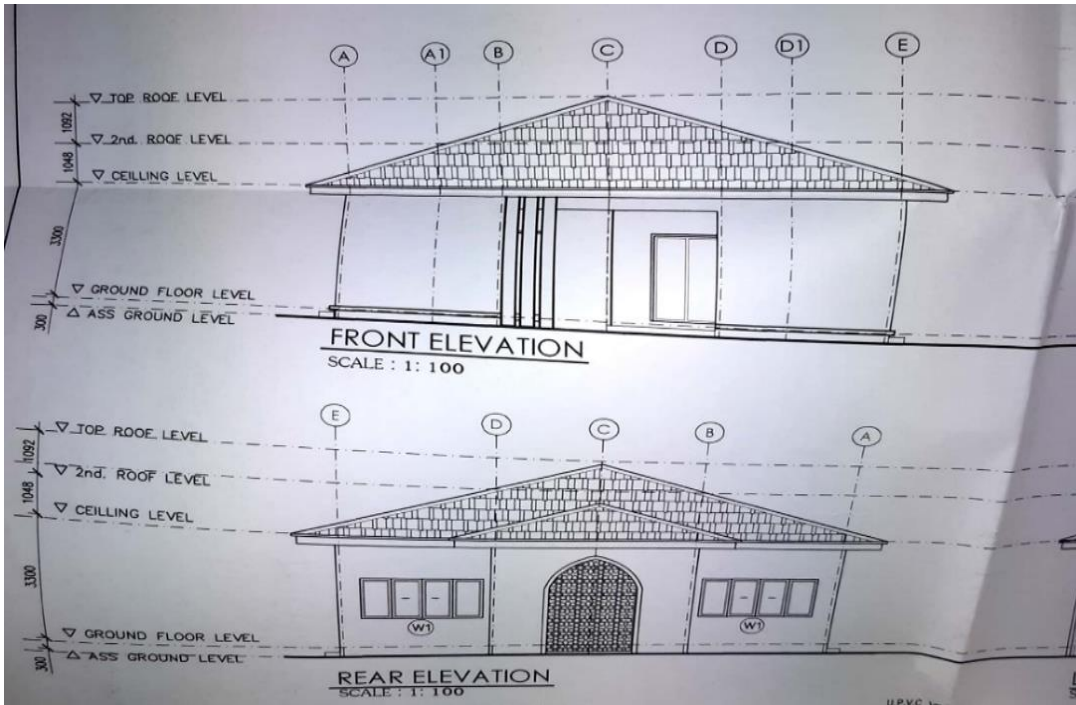 A A1 B C D D1 E
TOP ROOF LEVEL
1092
2nd. ROOF LEVEL
1048
CEILLING LEVEL
3300
GROUND FLOOR LEVEL
300
ASS GROUND LEVEL
FRONT ELEVATION
SCALE : 1: 100
E D C B A
TOP ROOF LEVEL
1092
2nd. ROOF LEVEL
1048
CEILLING LEVEL
3300
W1 W1
GROUND FLOOR LEVEL
300
ASS GROUND LEVEL
REAR ELEVATION
SCALE : 1: 100